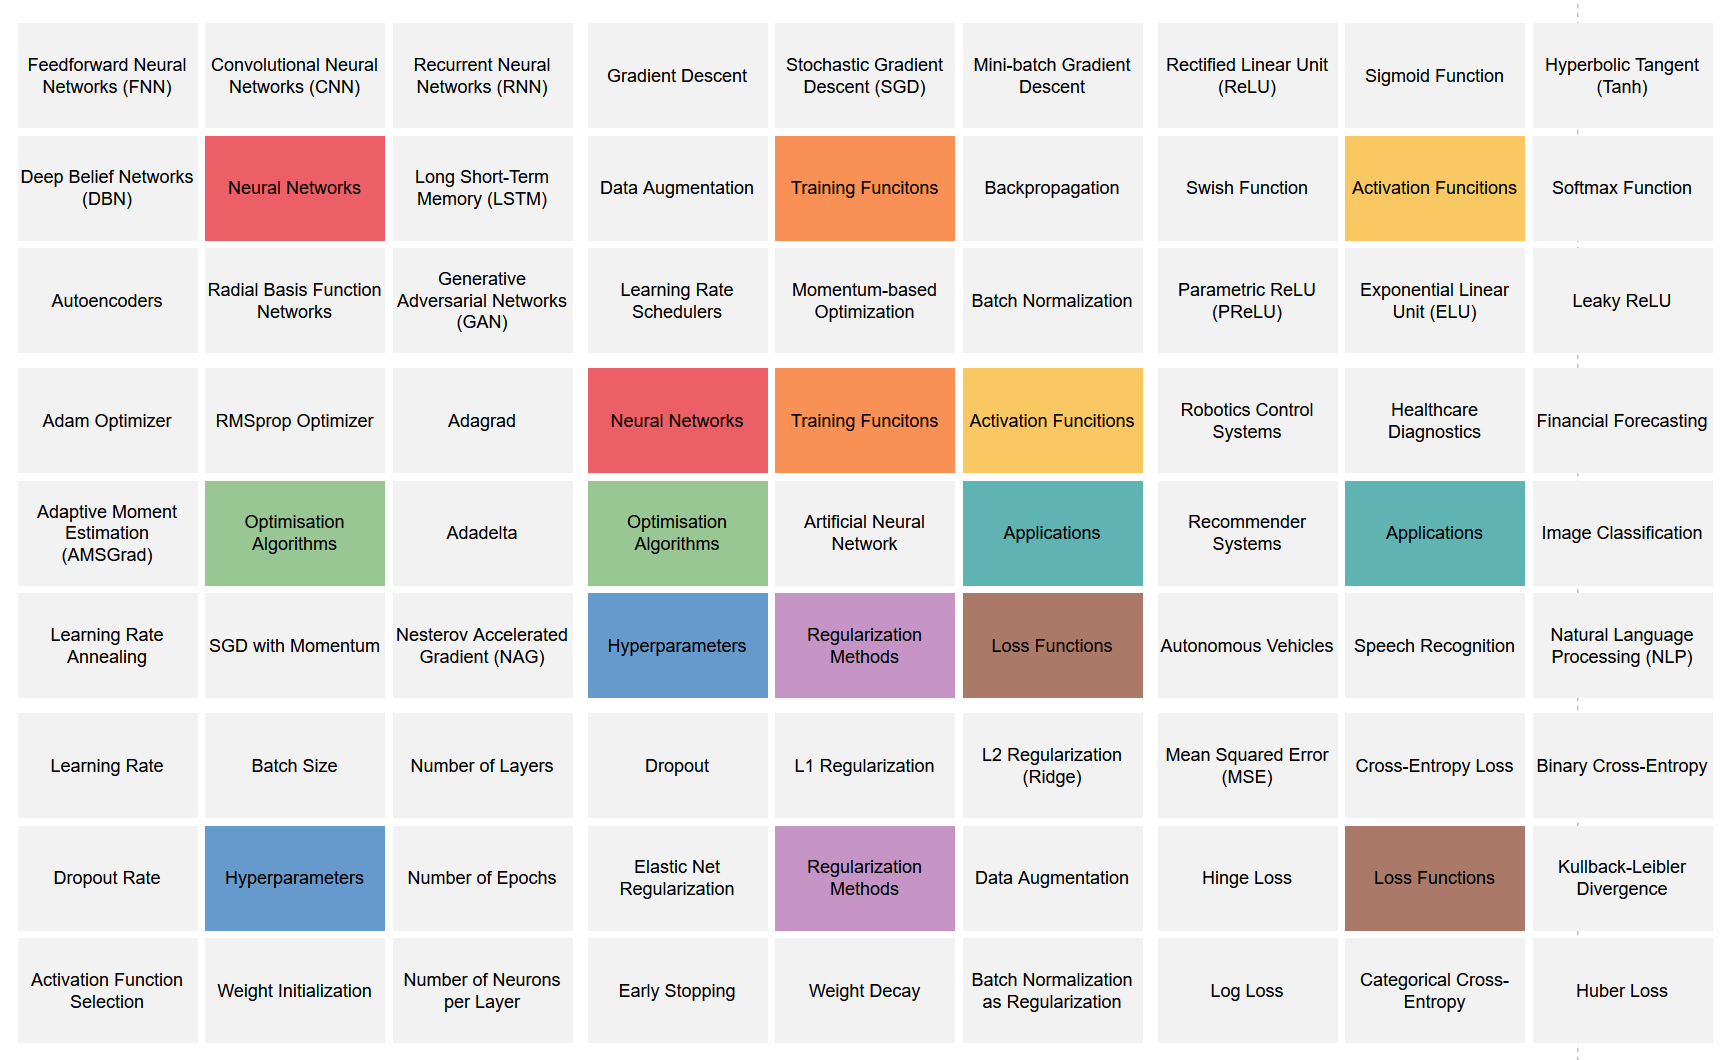 Feedforward Neural
Networks (FNN)
Convolutional Neural
Networks (CNN)
Recurrent Neural
Networks (RNN)
Gradient Descent
Stochastic Gradient
Descent (SGD)
Mini-batch Gradient
Descent
Rectified Linear Unit
(ReLU)
Sigmoid Function
Hyperbolic Tangent
(Tanh)
Deep Belief Networks
(DBN)
Neural Networks
Long Short-Term
Memory (LSTM)
Data Augmentation
Training Funcitons
Backpropagation
Swish Function
Activation Funcitions
Softmax Function
Autoencoders
Radial Basis Function
Networks
Generative
Adversarial Networks
(GAN)
Learning Rate
Schedulers
Momentum-based
Optimization
Batch Normalization
Parametric ReLU
(PReLU)
Exponential Linear
Unit (ELU)
Leaky ReLU
Adam Optimizer
RMSprop Optimizer
Adagrad
Neural Networks
Training Funcitons
Activation Funcitions
Robotics Control
Systems
Healthcare
Diagnostics
Financial Forecasting
Adaptive Moment
Estimation
(AMSGrad)
Optimisation
Algorithms
Adadelta
Optimisation
Algorithms
Artificial Neural
Network
Applications
Recommender
Systems
Applications
Image Classification
Learning Rate
Annealing
SGD with Momentum
Nesterov Accelerated
Gradient (NAG)
Hyperparameters
Regularization
Methods
Loss Functions
Autonomous Vehicles
Speech Recognition
Natural Language
Processing (NLP)
Learning Rate
Batch Size
Number of Layers
Dropout
L1 Regularization
L2 Regularization
(Ridge)
Mean Squared Error
(MSE)
Cross-Entropy Loss
Binary Cross-Entropy
Dropout Rate
Hyperparameters
Number of Epochs
Elastic Net
Regularization
Regularization
Methods
Data Augmentation
Hinge Loss
Loss Functions
Kullback-Leibler
Divergence
Activation Function
Selection
Weight Initialization
Number of Neurons
per Layer
Early Stopping
Weight Decay
Batch Normalization
as Regularization
Log Loss
Categorical Cross-
Entropy
Huber Loss